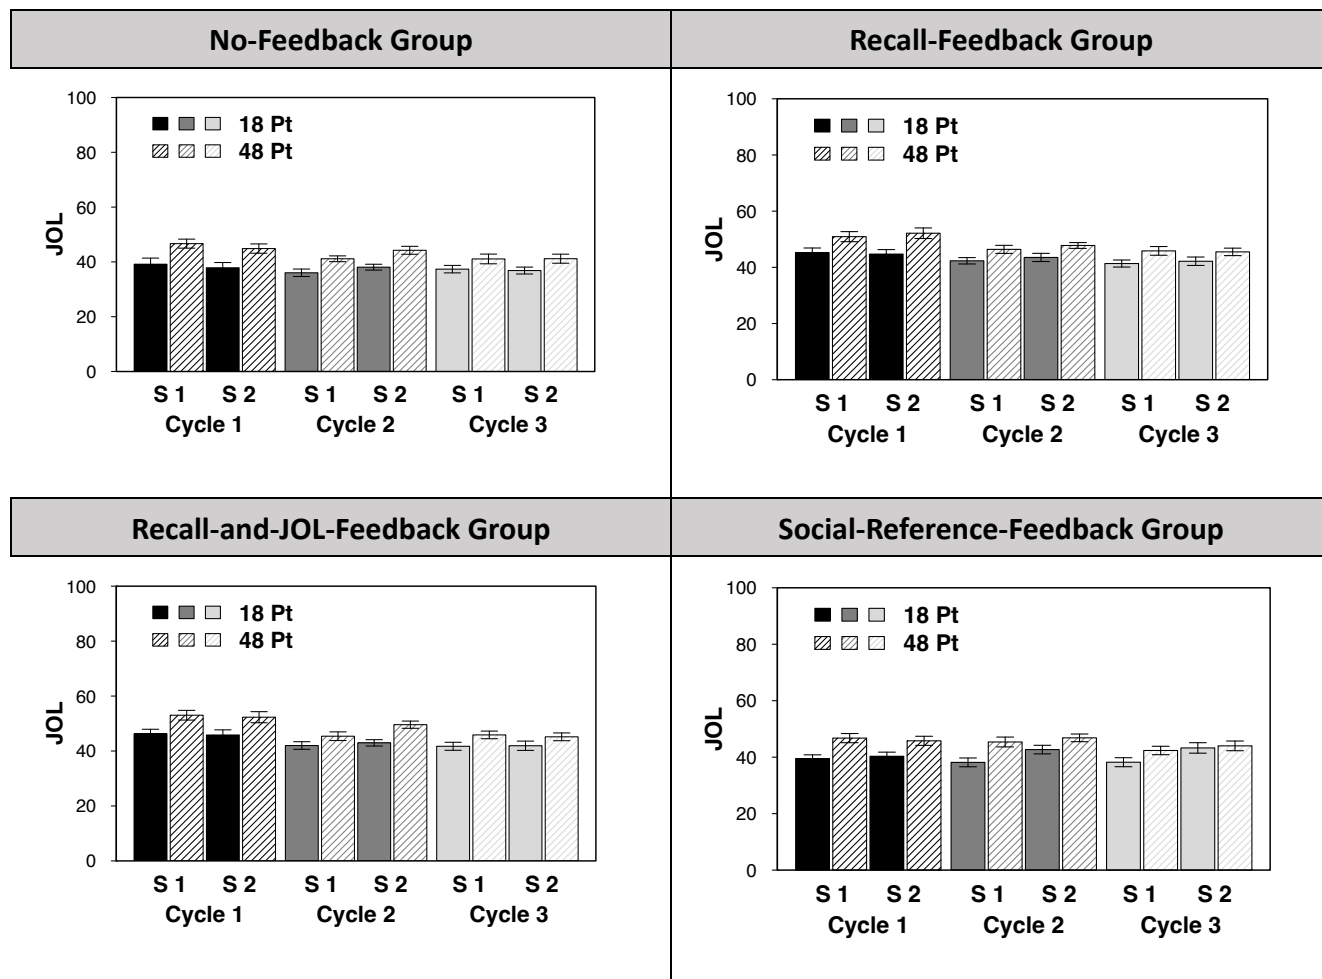 No-Feedback Group
Recall-Feedback Group
100
80
60
40
20
0
JOL
18 Pt
48 Pt
S 1 S 2 S 1 S 2 S 1 S 2
Cycle 1 Cycle 2 Cycle 3
100
80
60
40
20
0
JOL
18 Pt
48 Pt
S 1 S 2 S 1 S 2 S 1 S 2
Cycle 1 Cycle 2 Cycle 3
Recall-and-JOL-Feedback Group
Social-Reference-Feedback Group
100
80
60
40
20
0
JOL
18 Pt
48 Pt
S 1 S 2 S 1 S 2 S 1 S 2
Cycle 1 Cycle 2 Cycle 3
100
80
60
40
20
0
JOL
18 Pt
48 Pt
S 1 S 2 S 1 S 2 S 1 S 2
Cycle 1 Cycle 2 Cycle 3